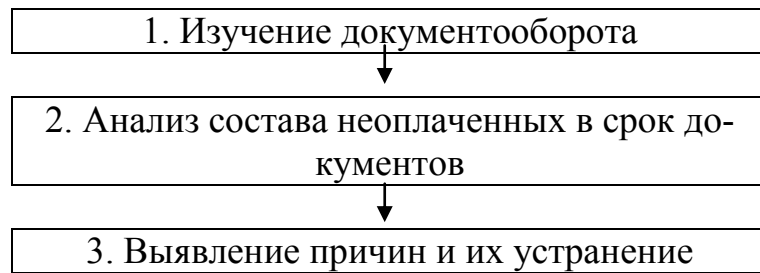 1. Изучение документооборота
2. Анализ состава неоплаченных в срок до-
кументов
3. Выявление причин и их устранение